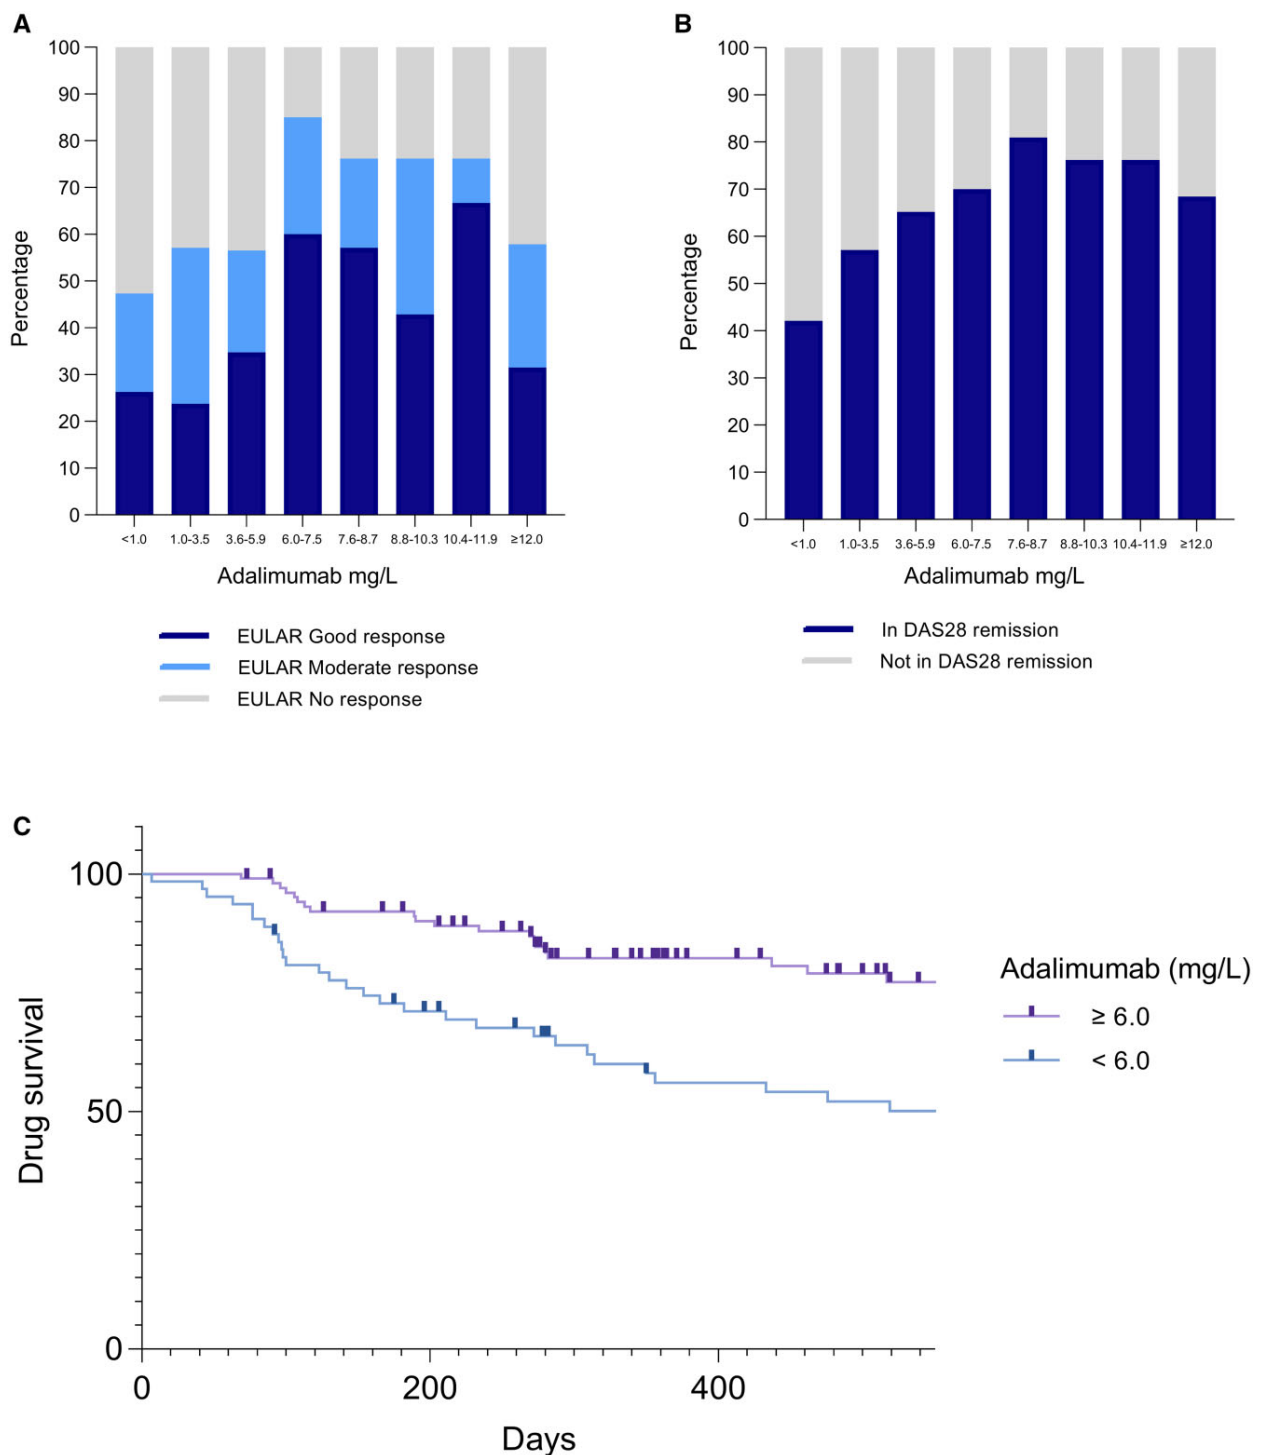 A
100
90
80
70
60
50
40
30
20
10
0
Percentage
<1.0 1.0-3.5 3.6-5.9 6.0-7.5 7.6-8.7 8.8-10.3 10.4-11.9 ≥12.0
Adalimumab mg/L
EULAR Good response
EULAR Moderate response
EULAR No response
B
100
90
80
70
60
50
40
30
20
10
0
Percentage
<1.0 1.0-3.5 3.6-5.9 6.0-7.5 7.6-8.7 8.8-10.3 10.4-11.9 ≥12.0
Adalimumab mg/L
In DAS28 remission
Not in DAS28 remission
C
100
50
0
Drug survival
0 200 400
Days
Adalimumab (mg/L)
≥ 6.0
< 6.0